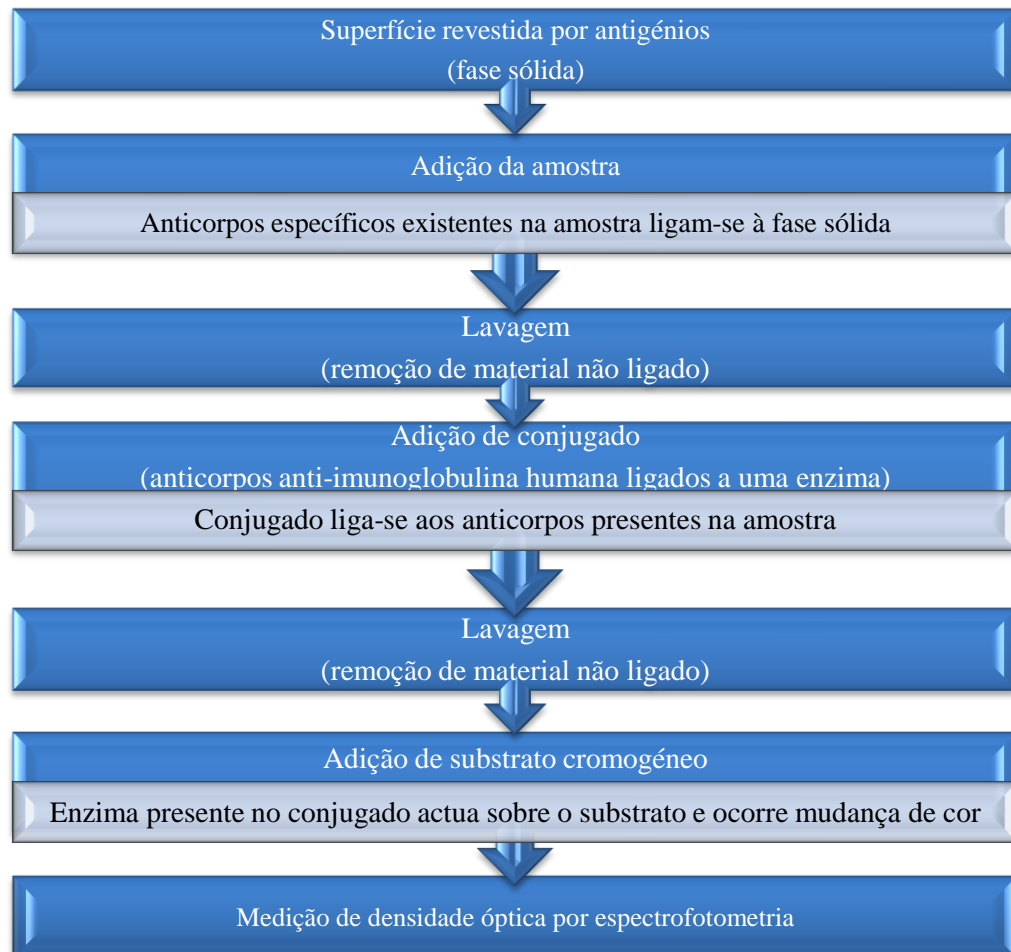 Superfície revestida por antigénios
(fase sólida)
Adição da amostra
Anticorpos específicos existentes na amostra ligam-se à fase sólida
Lavagem
(remoção de material não ligado)
Adição de conjugado
(anticorpos anti-imunoglobulina humana ligados a uma enzima)
Conjugado liga-se aos anticorpos presentes na amostra
Lavagem
(remoção de material não ligado)
Adição de substrato cromogéneo
Enzima presente no conjugado actua sobre o substrato e ocorre mudança de cor
Medição de densidade óptica por espectrofotometria